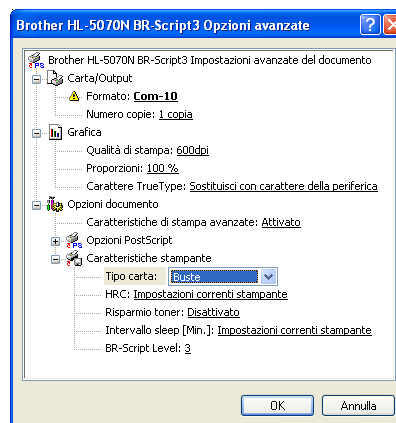 Brother HL-5070N BR-Script3 Opzioni avanzate
Brother HL-5070N BR-Script3 Impostazioni avanzate del documento
Carta/Output
Formato: Com-10
Numero copie: 1 copia
Grafica
Qualità di stampa: 600dpi
Proporzioni: 100 %
Carattere TrueType: Sostituisci con carattere della periferica
Opzioni documento
Caratteristiche di stampa avanzate: Attivato
Opzioni PostScript
Caratteristiche stampante
Tipo carta: Buste
HRC: Impostazioni correnti stampante
Risparmio toner: Disattivato
Intervallo sleep [Min.]: Impostazioni correnti stampante
BR-Script Level: 3
OK Annulla